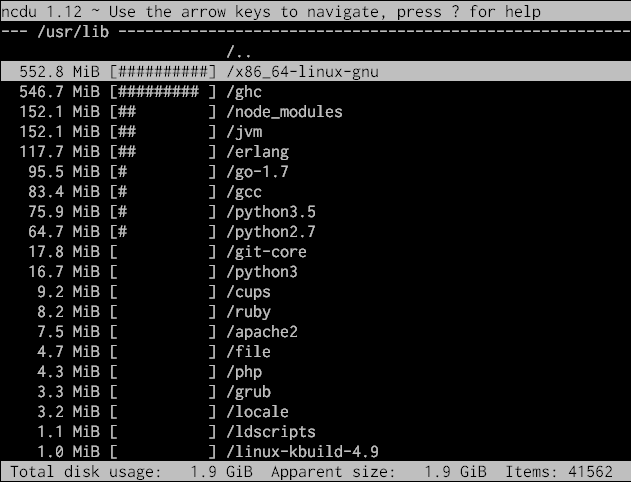 ncdu 1.12 ~ Use the arrow keys to navigate, press ? for help
--- /usr/lib ---------------------------------------------------------
                          /..
  552.8 MiB [##########] /x86_64-linux-gnu
  546.7 MiB [######### ] /ghc
  152.1 MiB [##        ] /node_modules
  152.1 MiB [##        ] /jvm
  117.7 MiB [##        ] /erlang
   95.5 MiB [#         ] /go-1.7
   83.4 MiB [#         ] /gcc
   75.9 MiB [#         ] /python3.5
   64.7 MiB [#         ] /python2.7
   17.8 MiB [          ] /git-core
   16.7 MiB [          ] /python3
    9.2 MiB [          ] /cups
    8.2 MiB [          ] /ruby
    7.5 MiB [          ] /apache2
    4.7 MiB [          ] /file
    4.3 MiB [          ] /php
    3.3 MiB [          ] /grub
    3.2 MiB [          ] /locale
    1.1 MiB [          ] /ldscripts
    1.0 MiB [          ] /linux-kbuild-4.9
 Total disk usage:   1.9 GiB  Apparent size:   1.9 GiB  Items: 41562